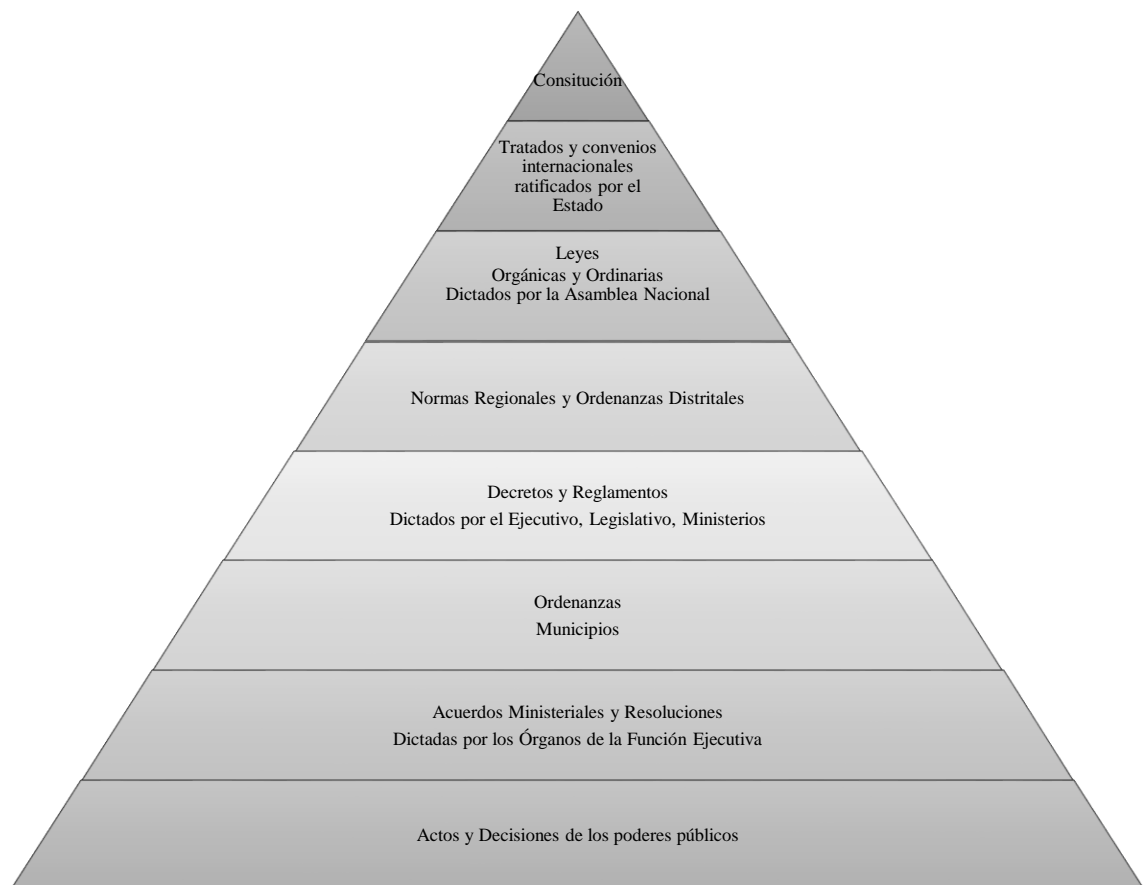 Consitución
Tratados y convenios
internacionales
ratificados por el
Estado
Leyes
Orgánicas y Ordinarias
Dictados por la Asamblea Nacional
Normas Regionales y Ordenanzas Distritales
Decretos y Reglamentos
Dictados por el Ejecutivo, Legislativo, Ministerios
Ordenanzas
Municipios
Acuerdos Ministeriales y Resoluciones
Dictadas por los Órganos de la Función Ejecutiva
Actos y Decisiones de los poderes públicos